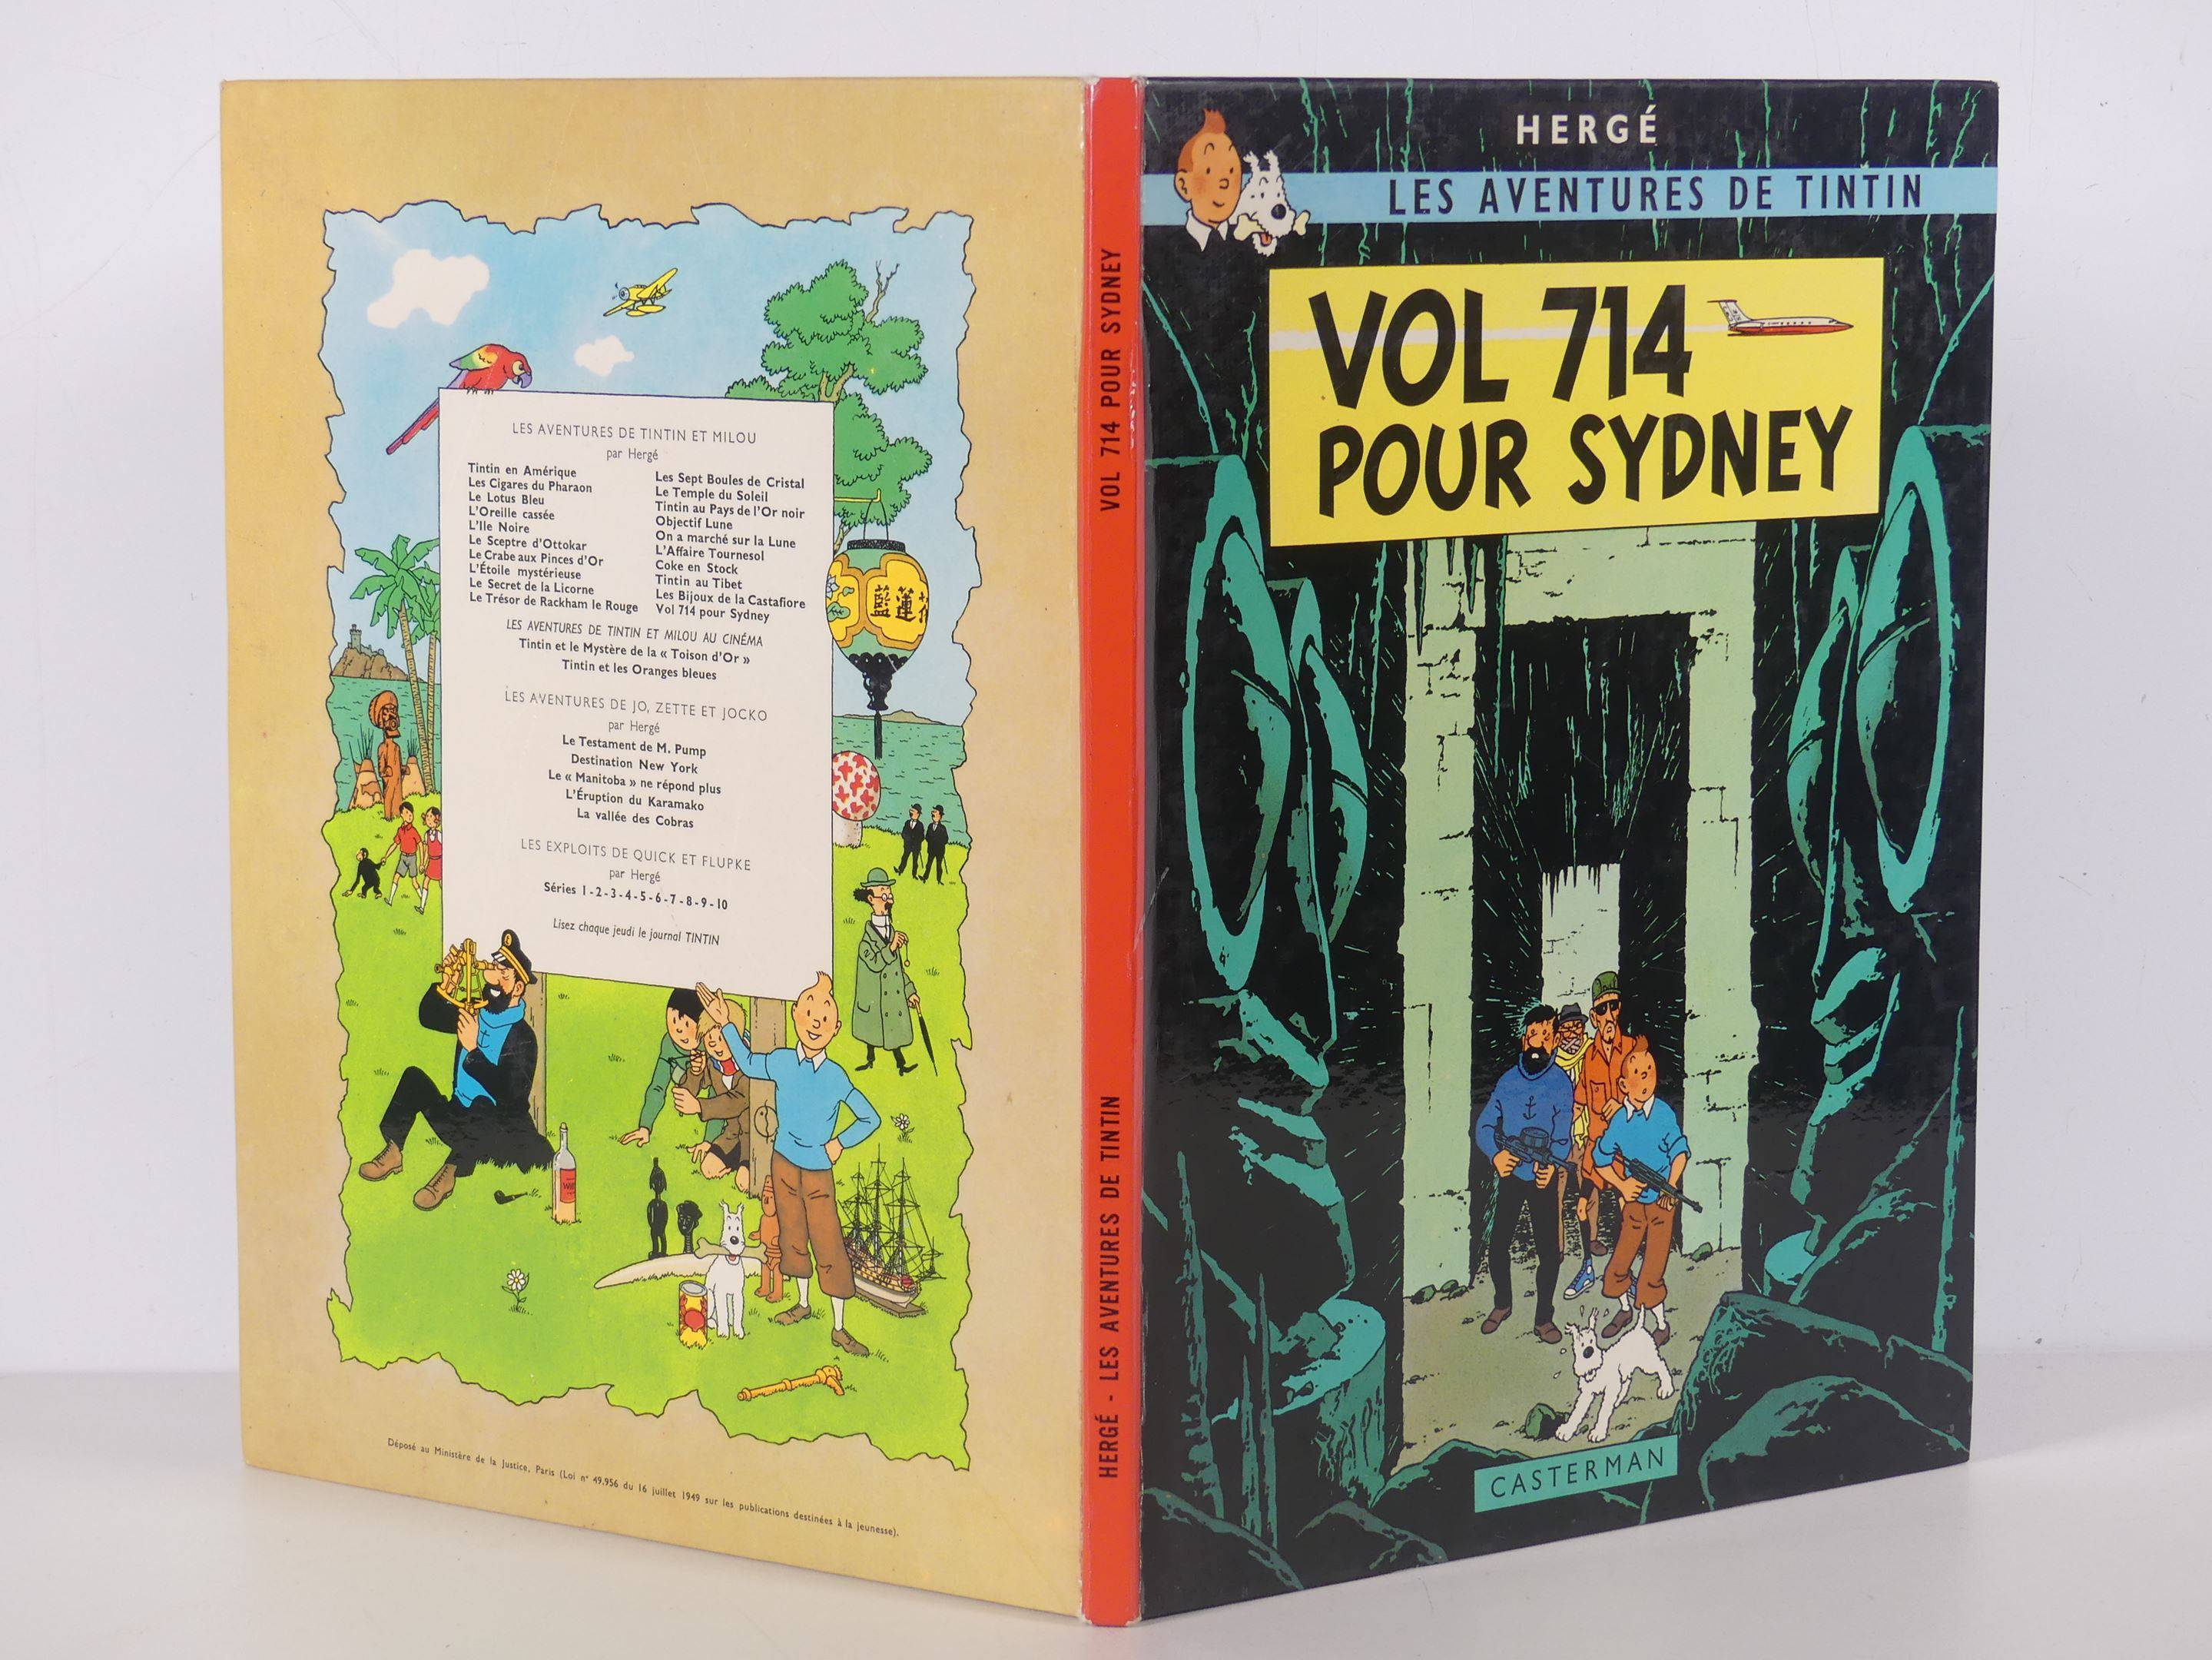 LES AVENTURES DE TINTIN ET MILOU
par Hergé
Tintin en Amérique
Les Cigares du Pharaon
Le Lotus Bleu
L'Oreille cassée
L'Ile Noire
Le Sceptre d'Ottokar
Le Crabe aux Pinces d'Or
L'Étoile mystérieuse
Le Secret de la Licorne
Le Trésor de Rackham le Rouge
Les Sept Boules de Cristal
Le Temple du Soleil
Tintin au Pays de l'Or noir
Objectif Lune
On a marché sur la Lune
L'Affaire Tournesol
Coke en Stock
Tintin au Tibet
Les Bijoux de la Castafiore
Vol 714 pour Sydney
LES AVENTURES DE TINTIN ET MILOU AU CINÉMA
Tintin et le Mystère de la « Toison d'Or »
Tintin et les Oranges bleues
LES AVENTURES DE JO, ZETTE ET JOCKO
par Hergé
Le Testament de M. Pump
Destination New York
Le « Manitoba » ne répond plus
L'Éruption du Karamako
La vallée des Cobras
LES EXPLOITS DE QUICK ET FLUPKE
par Hergé
Séries 1-2-3-4-5-6-7-8-9-10
Lisez chaque jeudi le journal TINTIN
藍蓮
Déposé au Ministère de la Justice, Paris (Loi n° 49.956 du 16 juillet 1949 sur les publications destinées à la jeunesse).
HERGÉ - LES AVENTURES DE TINTIN
VOL 714 POUR SYDNEY
HERGÉ
LES AVENTURES DE TINTIN
VOL 714
POUR SYDNEY
CASTERMAN